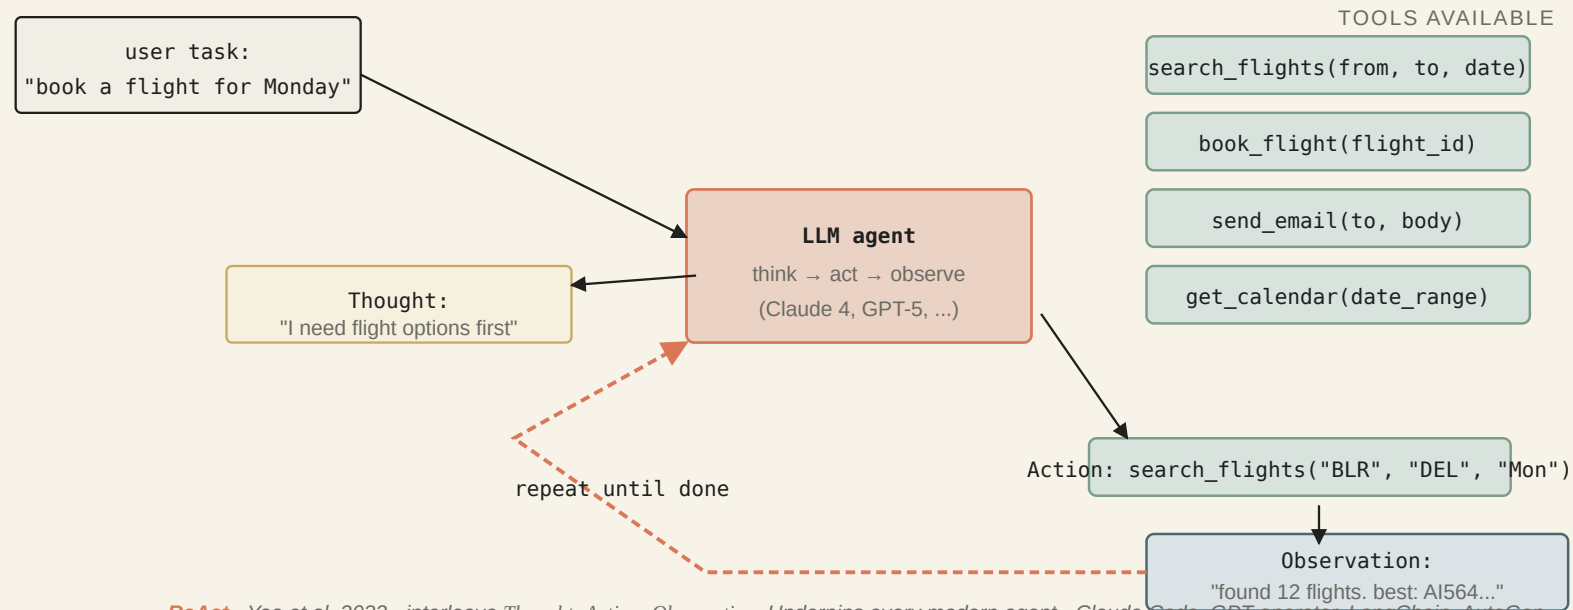 TOOLS AVAILABLE
user task:
"book a flight for Monday"
search_flights(from, to, date)
book_flight(flight_id)
send_email(to, body)
get_calendar(date_range)
LLM agent
think → act → observe
(Claude 4, GPT-5, ...)
Thought:
"I need flight options first"
Action: search_flights("BLR", "DEL", "Mon")
repeat until done
Observation:
"found 12 flights. best: AI564..."